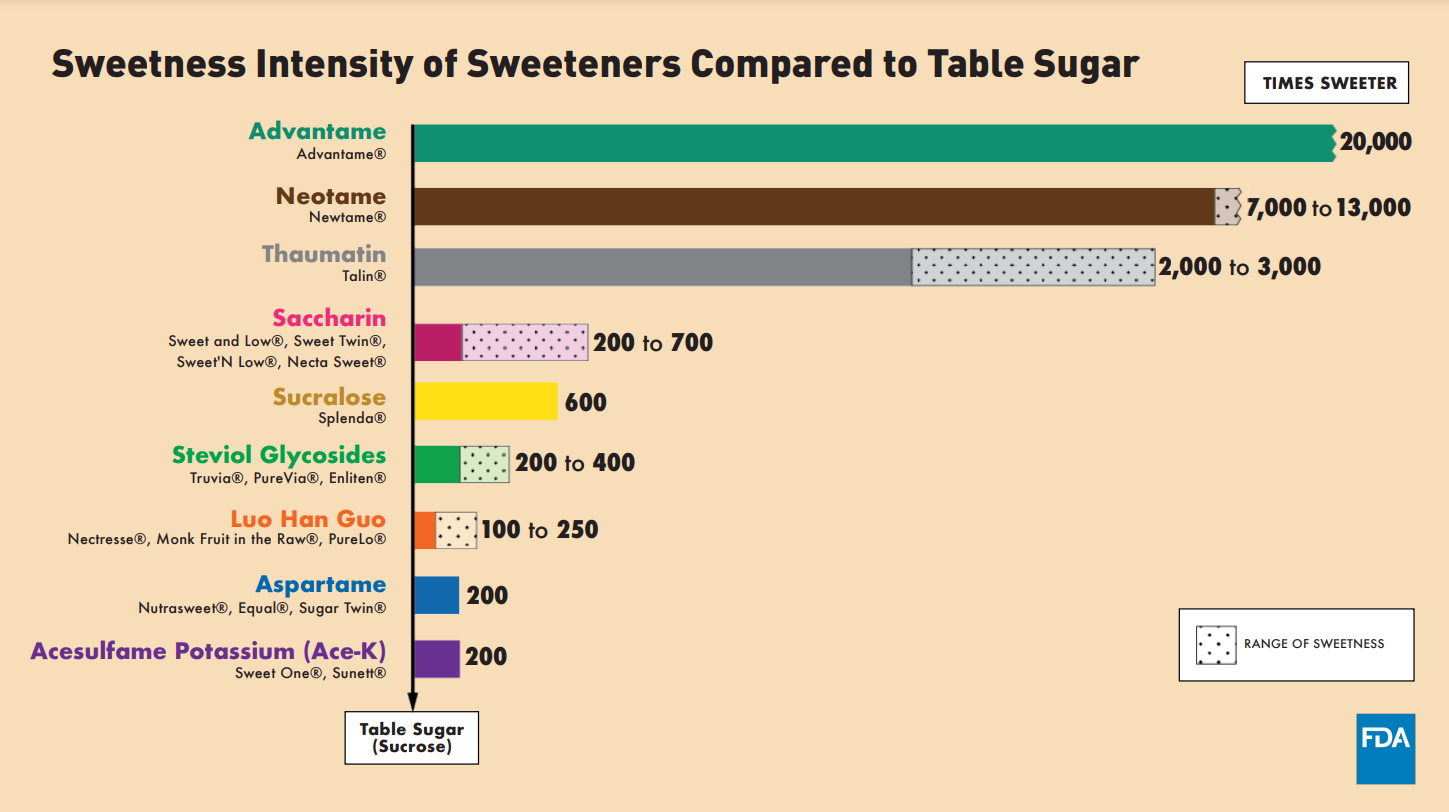 Sweetness Intensity of Sweeteners Compared to Table Sugar
TIMES SWEETER
Advantame
Advantame®
20,000
Neotame
Newtame®
7,000 to 13,000
Thaumatin
Talin®
2,000 to 3,000
Saccharin
Sweet and Low®, Sweet Twin®,
Sweet'N Low®, Necta Sweet®
200 to 700
Sucralose
Splenda®
600
Steviol Glycosides
Truvia®, PureVia®, Enliten®
200 to 400
Luo Han Guo
Nectresse®, Monk Fruit in the Raw®, PureLo®
100 to 250
Aspartame
Nutrasweet®, Equal®, Sugar Twin®
200
Acesulfame Potassium (Ace-K)
Sweet One®, Sunett®
200
Table Sugar
(Sucrose)
RANGE OF SWEETNESS
FDA